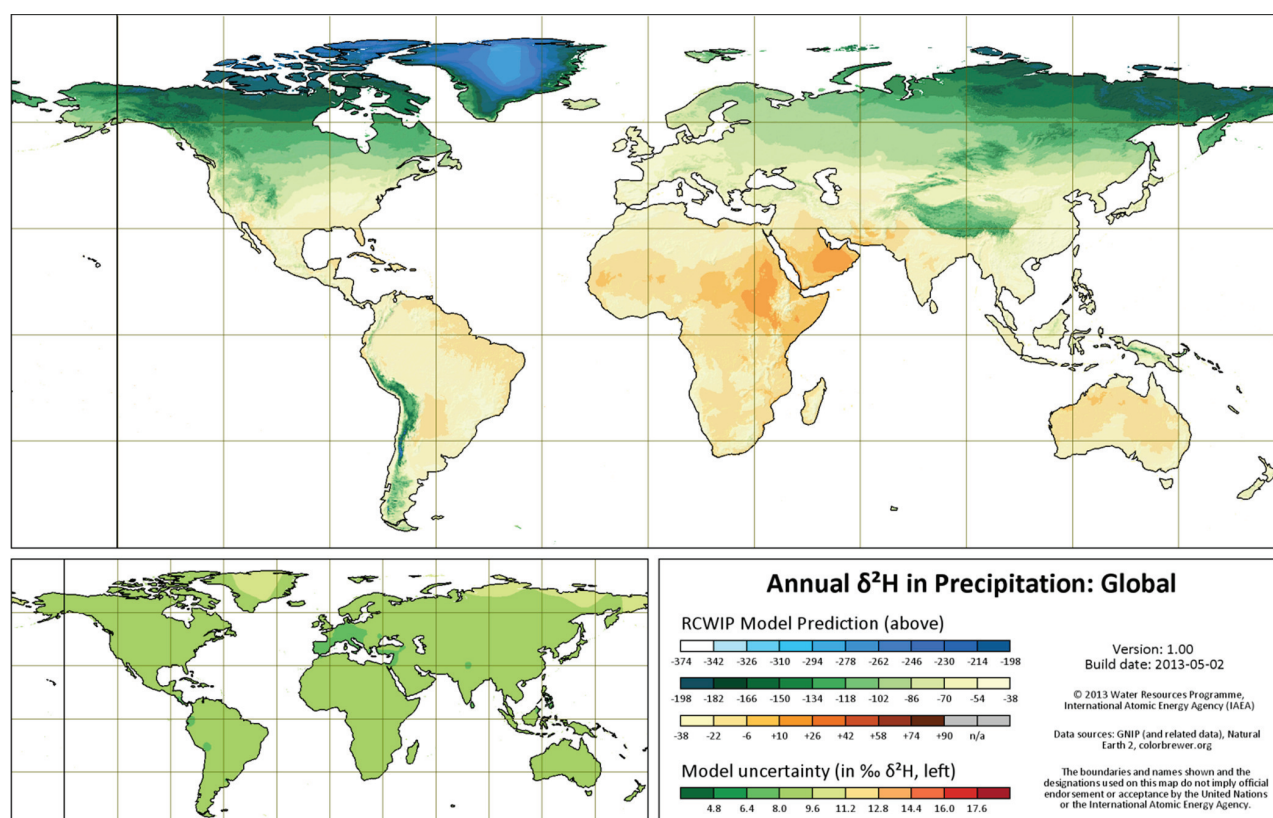 Annual δ²H in Precipitation: Global
RCWIP Model Prediction (above)
-374 -342 -326 -310 -294 -278 -262 -246 -230 -214 -198
-198 -182 -166 -150 -134 -118 -102 -86 -70 -54 -38
-38 -22 -6 +10 +26 +42 +58 +74 +90 n/a
Model uncertainty (in ‰ δ²H, left)
4.8 6.4 8.0 9.6 11.2 12.8 14.4 16.0 17.6
Version: 1.00
Build date: 2013-05-02
© 2013 Water Resources Programme,
International Atomic Energy Agency (IAEA)
Data sources: GNIP (and related data), Natural
Earth 2, colorbrewer.org
The boundaries and names shown and the
designations used on this map do not imply official
endorsement or acceptance by the United Nations
or the International Atomic Energy Agency.